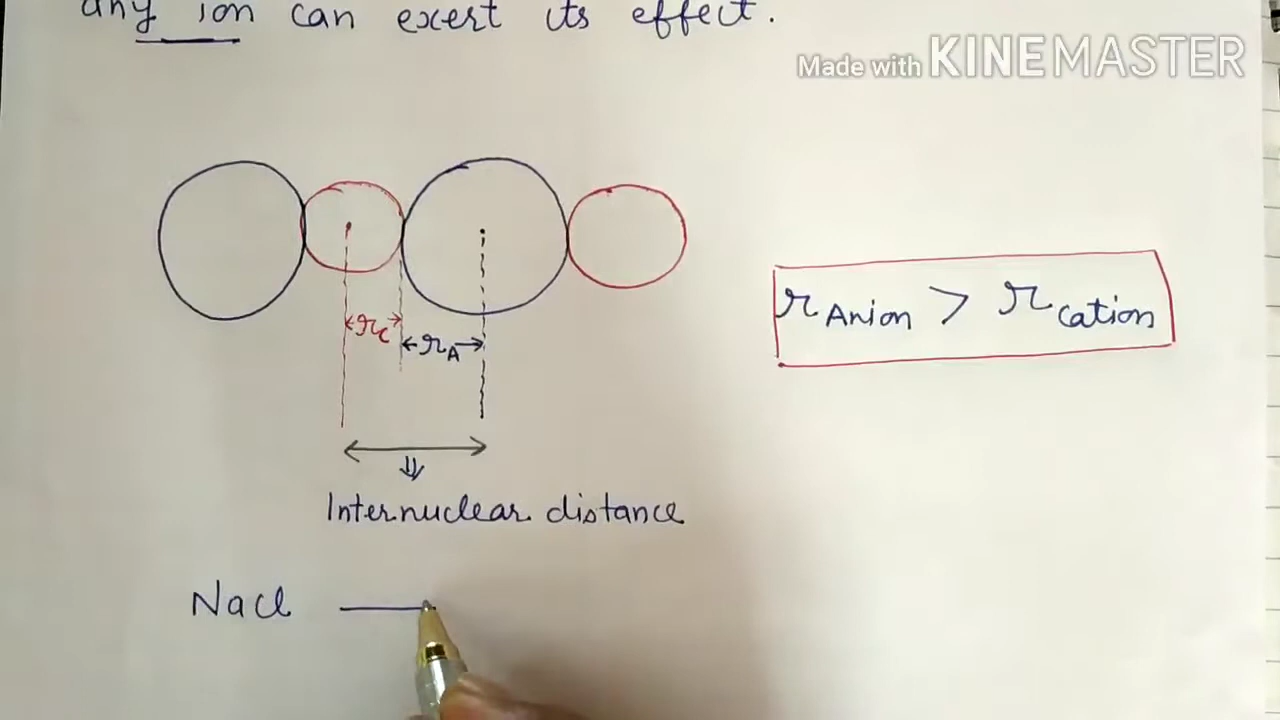 any ion can exert its effect.
Made with KINEMASTER
r Anion > r Cation
rC
rA
Internuclear distance
NaCl